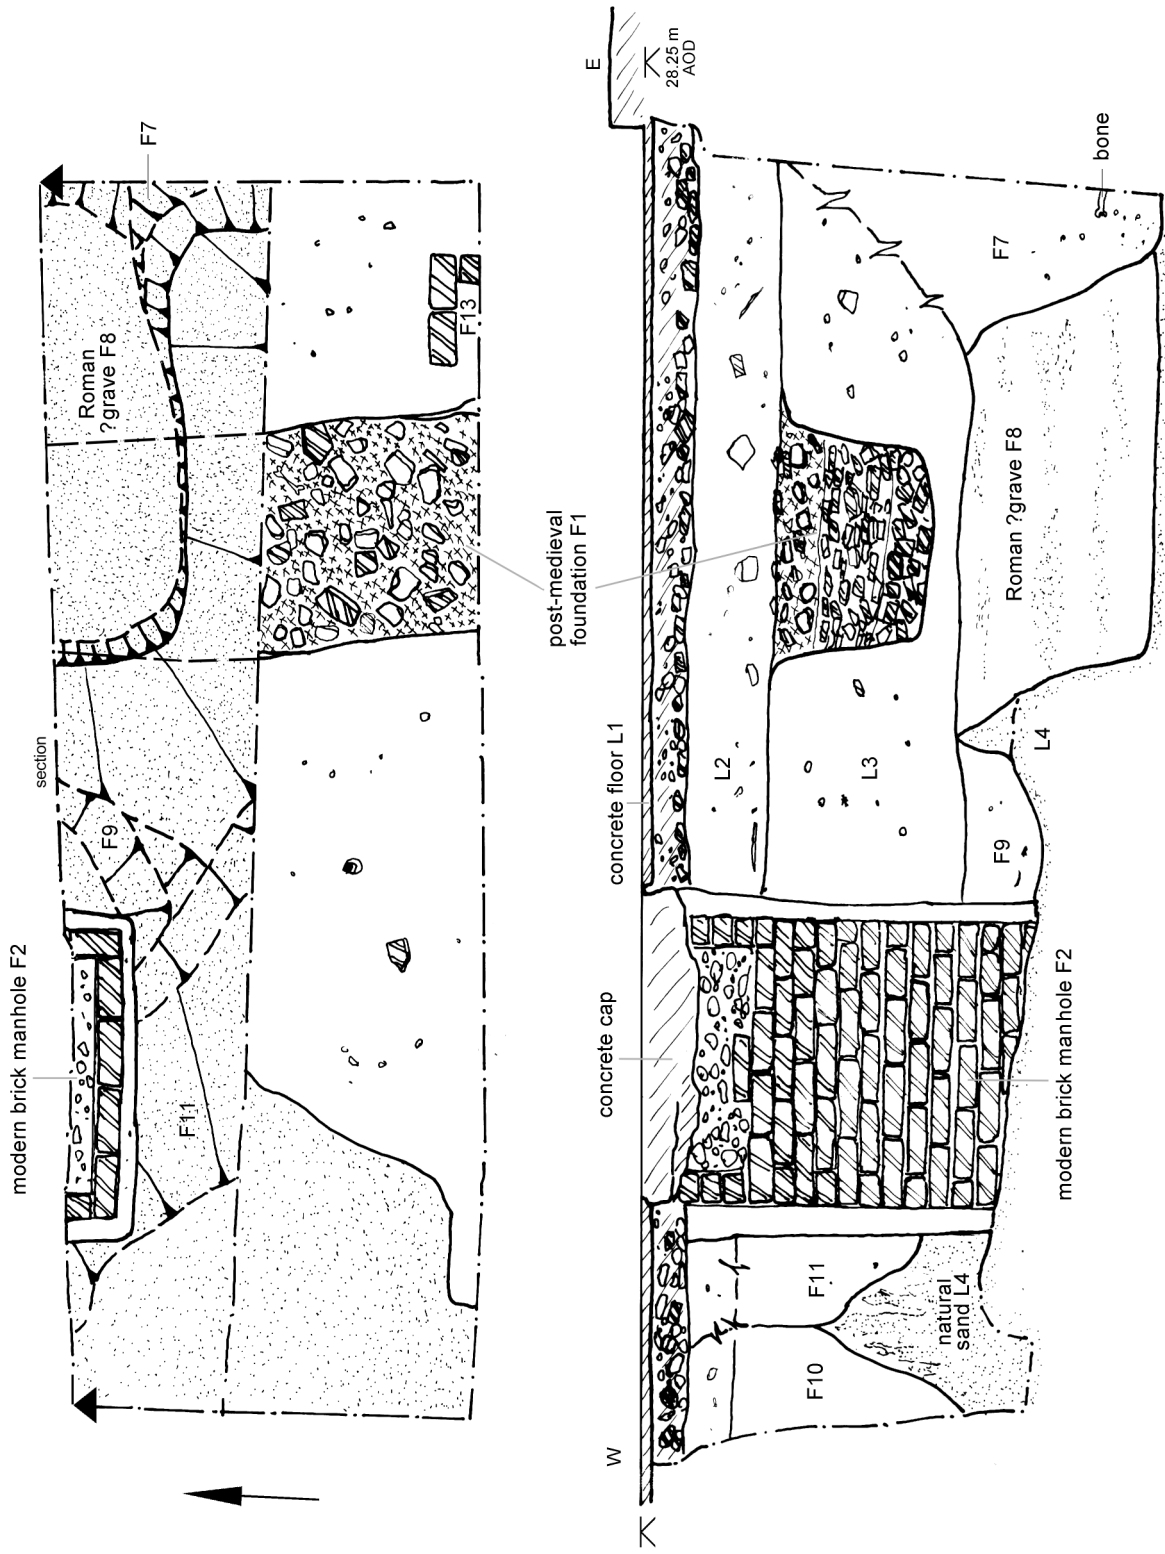 section
modern brick manhole F2
F11
F9
Roman
?grave F8
F7
F13
post-medieval
foundation F1
W
E
28.25 m
AOD
concrete cap
concrete floor L1
L2
L3
F10
F11
natural
sand L4
modern brick manhole F2
F9
L4
Roman ?grave F8
F7
bone